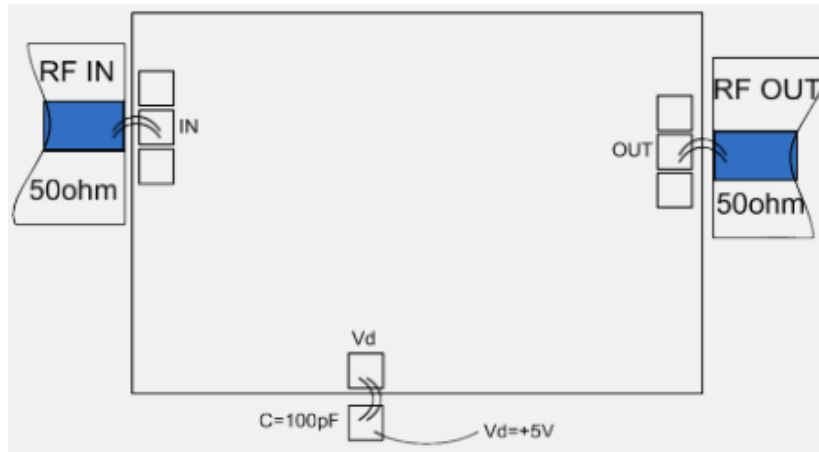 RF IN
IN
50ohm
RF OUT
OUT
50ohm
Vd
C=100pF
Vd=+5V